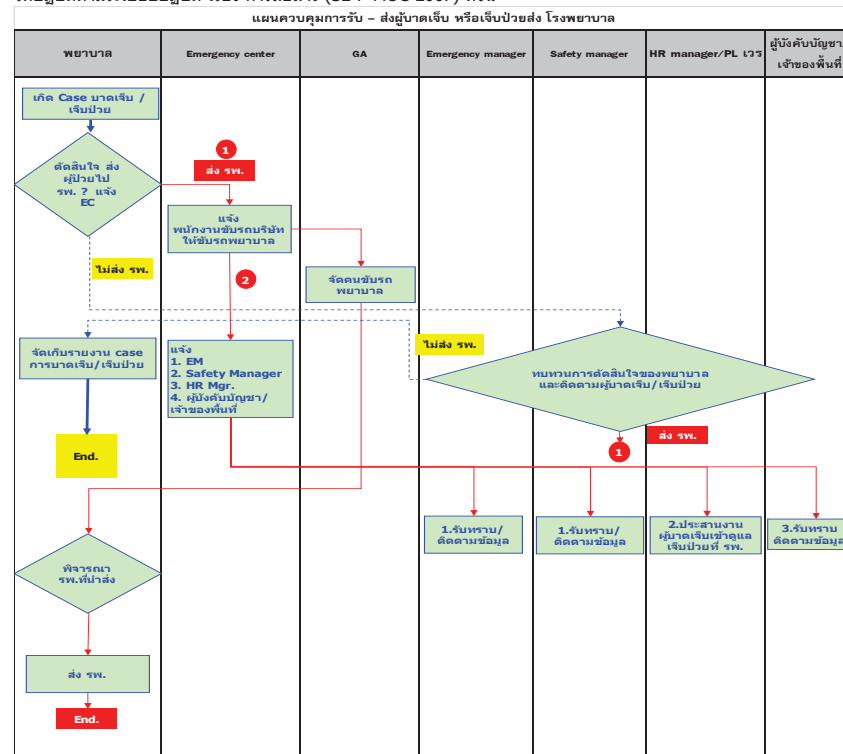 แผนควบคุมการรับ – ส่งผู้บาดเจ็บ หรือเจ็บป่วยส่ง โรงพยาบาล
พยาบาล
Emergency center
GA
Emergency manager
Safety manager
HR manager/PL เวร
ผู้บังคับบัญชา/
เจ้าของพื้นที่
เกิด Case บาดเจ็บ /
เจ็บป่วย
ตัดสินใจ ส่ง
ผู้ป่วยไป
รพ. ? แจ้ง
EC
1
ส่ง รพ.
แจ้ง
พนักงานขับรถบริษัท
ให้ขับรถพยาบาล
ไม่ส่ง รพ.
2
จัดคนขับรถ
พยาบาล
จัดเก็บรายงาน case
การบาดเจ็บ/เจ็บป่วย
แจ้ง
1. EM
2. Safety Manager
3. HR Mgr.
4. ผู้บังคับบัญชา/
เจ้าของพื้นที่
ไม่ส่ง รพ.
ทบทวนการตัดสินใจของพยาบาล
และติดตามผู้บาดเจ็บ/เจ็บป่วย
ส่ง รพ.
1
End.
1.รับทราบ/
ติดตามข้อมูล
1.รับทราบ/
ติดตามข้อมูล
2.ประสานงาน
ผู้บาดเจ็บเข้าดูแล
เจ็บป่วยที่ รพ.
3.รับทราบ
ติดตามข้อมูล
พิจารณา
รพ.ที่นำส่ง
ส่ง รพ.
End.